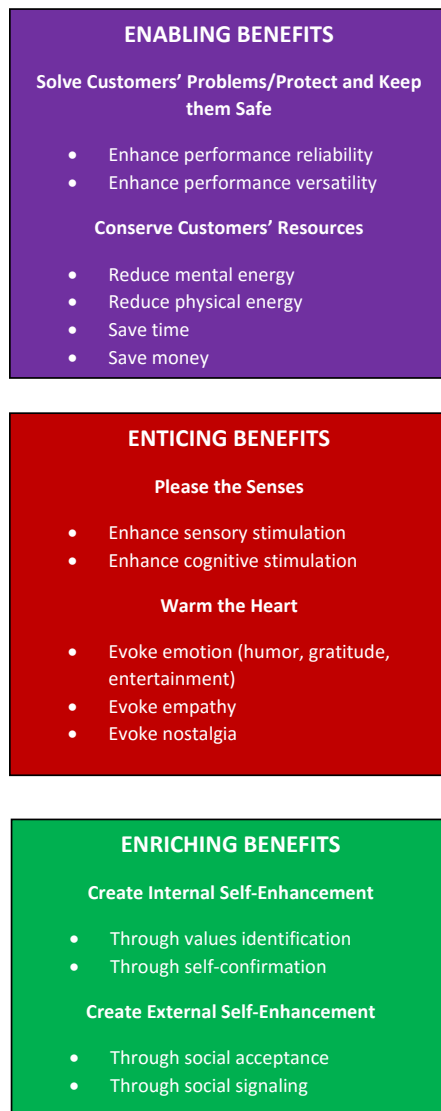 ENABLING BENEFITS
Solve Customers' Problems/Protect and Keep
them Safe
• Enhance performance reliability
• Enhance performance versatility
Conserve Customers' Resources
• Reduce mental energy
• Reduce physical energy
• Save time
• Save money
ENTICING BENEFITS
Please the Senses
• Enhance sensory stimulation
• Enhance cognitive stimulation
Warm the Heart
• Evoke emotion (humor, gratitude,
entertainment)
• Evoke empathy
• Evoke nostalgia
ENRICHING BENEFITS
Create Internal Self-Enhancement
• Through values identification
• Through self-confirmation
Create External Self-Enhancement
• Through social acceptance
• Through social signaling